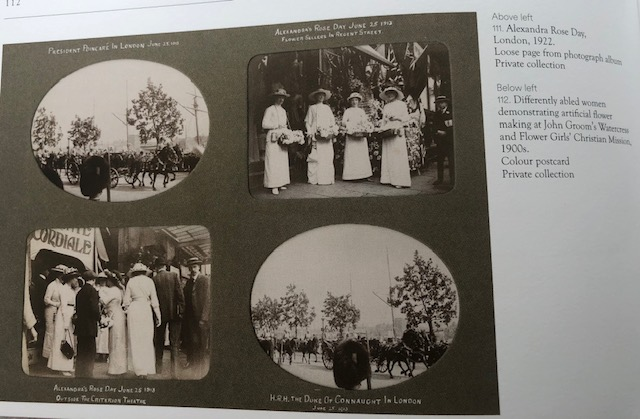 112
PRESIDENT POINCARÉ IN LONDON JUNE 25, 1913
ALEXANDRA'S ROSE DAY JUNE 25 1913
FLOWER SELLERS IN REGENT STREET.
CORDIALE
ALEXANDRA'S ROSE DAY JUNE 25 1913
OUTSIDE THE CRITERION THEATRE
H.R.H. THE DUKE OF CONNAUGHT IN LONDON
JUNE 25 1913
Above left
111. Alexandra Rose Day,
London, 1922.
Loose page from photograph album
Private collection
Below left
112. Differently abled women
demonstrating artificial flower
making at John Groom's Watercress
and Flower Girls' Christian Mission,
1900s.
Colour postcard
Private collection